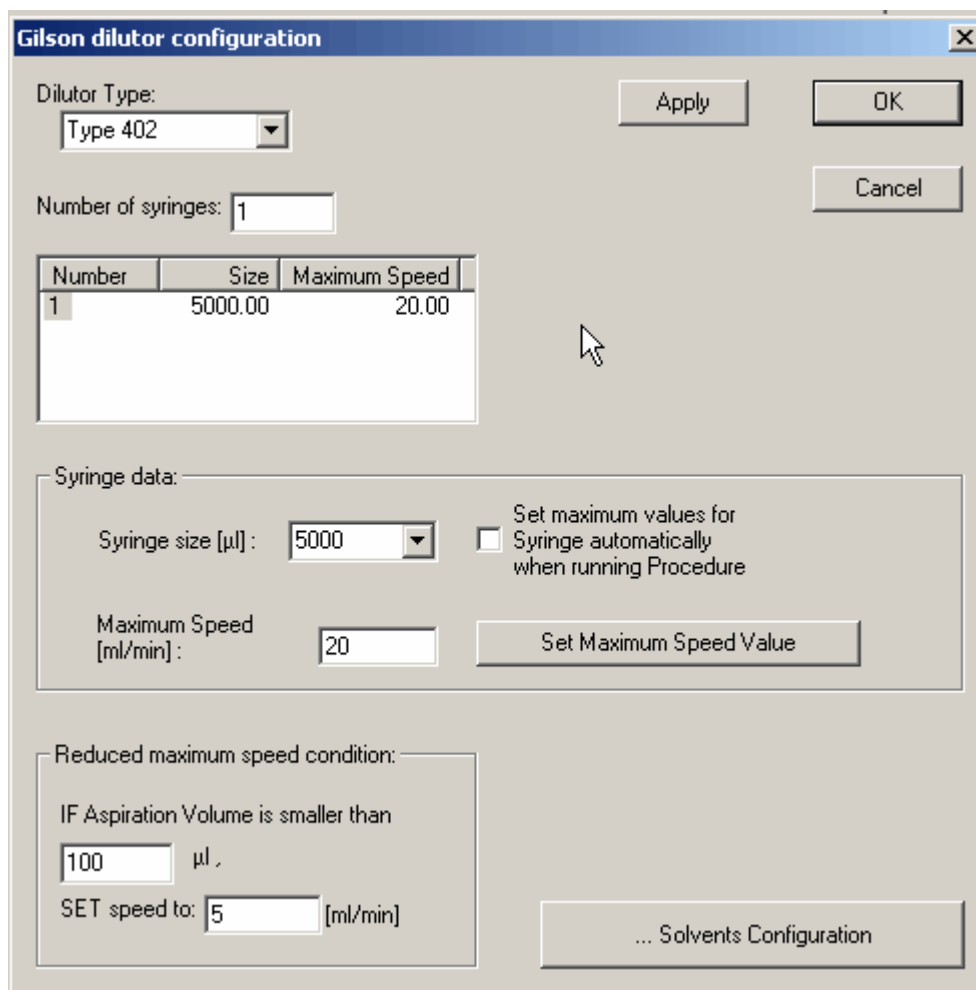 Gilson dilutor configuration
Dilutor Type:
Type 402
Apply
OK
Cancel
Number of syringes: 1
Number Size Maximum Speed
1 5000.00 20.00
Syringe data:
Syringe size [µl] : 5000
Set maximum values for
Syringe automatically
when running Procedure
Maximum Speed
[ml/min] : 20
Set Maximum Speed Value
Reduced maximum speed condition:
IF Aspiration Volume is smaller than
100 µl ,
SET speed to: 5 [ml/min]
... Solvents Configuration